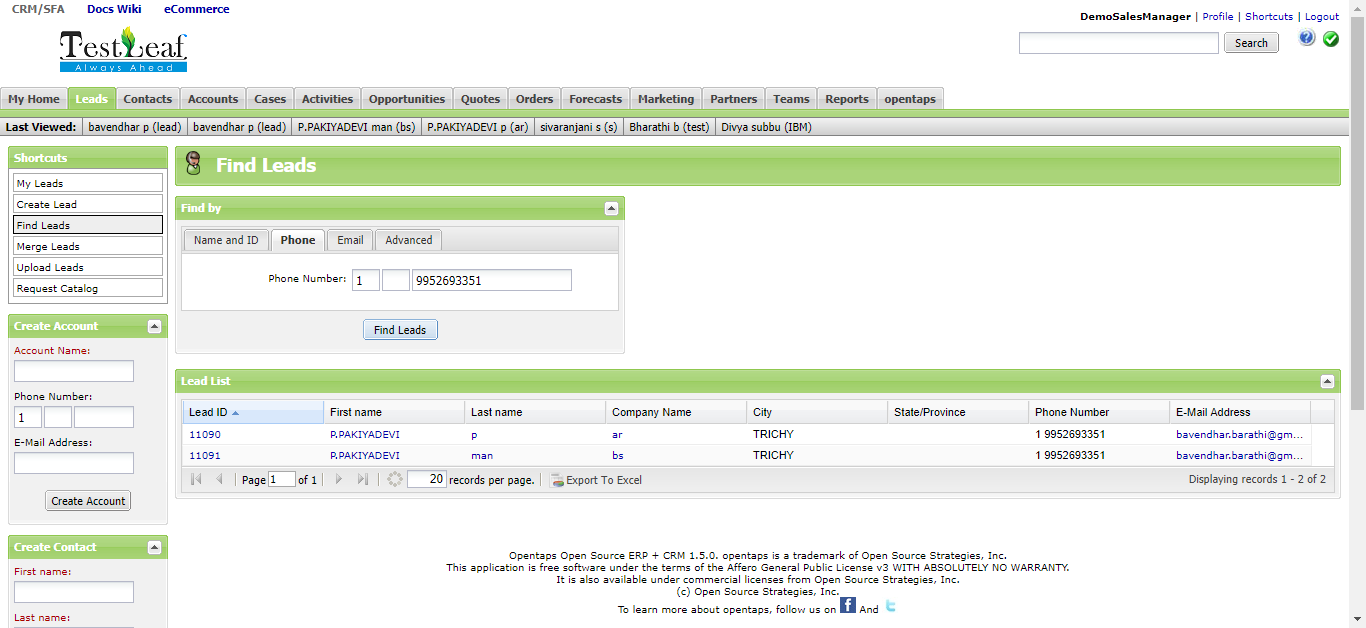 CRM/SFA Docs Wiki eCommerce
DemoSalesManager | Profile | Shortcuts | Logout
TestLeaf
Always Ahead
Search
?
My Home Leads Contacts Accounts Cases Activities Opportunities Quotes Orders Forecasts Marketing Partners Teams Reports opentaps
Last Viewed: bavendhar p (lead) bavendhar p (lead) P.PAKIYADEVI man (bs) P.PAKIYADEVI p (ar) sivaranjani s (s) Bharathi b (test) Divya subbu (IBM)
Shortcuts
My Leads
Create Lead
Find Leads
Merge Leads
Upload Leads
Request Catalog
Create Account
Account Name:
Phone Number:
1
E-Mail Address:
Create Account
Create Contact
First name:
Last name:
Find Leads
Find by
Name and ID Phone Email Advanced
Phone Number: 1 9952693351
Find Leads
Lead List
Lead ID First name Last name Company Name City State/Province Phone Number E-Mail Address
11090 P.PAKIYADEVI p ar TRICHY 1 9952693351 bavendhar.barathi@gm...
11091 P.PAKIYADEVI man bs TRICHY 1 9952693351 bavendhar.barathi@gm...
Page 1 of 1 20 records per page. Export To Excel Displaying records 1 - 2 of 2
Opentaps Open Source ERP + CRM 1.5.0. opentaps is a trademark of Open Source Strategies, Inc.
This application is free software under the terms of the Affero General Public License v3 WITH ABSOLUTELY NO WARRANTY.
It is also available under commercial licenses from Open Source Strategies, Inc.
(c) Open Source Strategies, Inc.
To learn more about opentaps, follow us on f And t